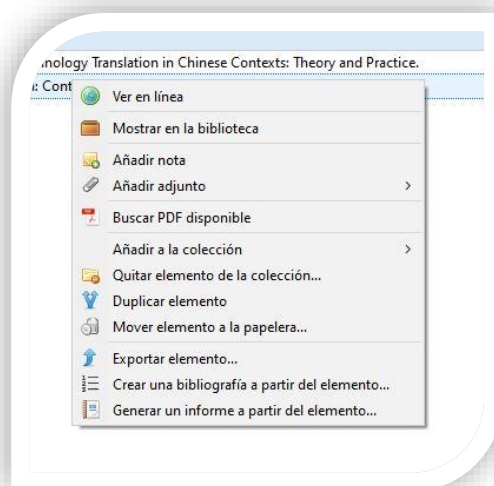 Translation in Chinese Contexts: Theory and Practice.
Ver en línea
Mostrar en la biblioteca
Añadir nota
Añadir adjunto
Buscar PDF disponible
Añadir a la colección
Quitar elemento de la colección...
Duplicar elemento
Mover elemento a la papelera...
Exportar elemento...
Crear una bibliografía a partir del elemento...
Generar un informe a partir del elemento...